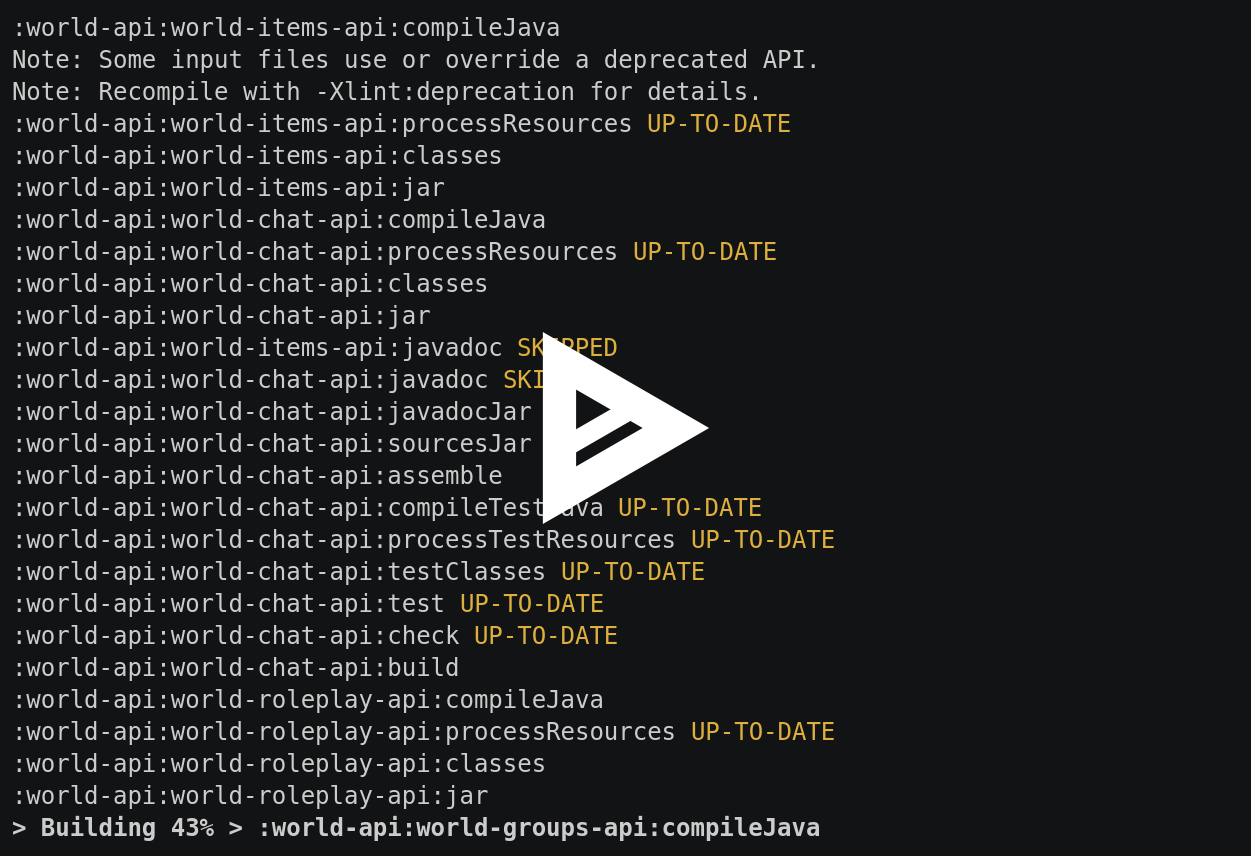 :world-api:world-items-api:compileJava
Note: Some input files use or override a deprecated API.
Note: Recompile with -Xlint:deprecation for details.
:world-api:world-items-api:processResources UP-TO-DATE
:world-api:world-items-api:classes
:world-api:world-items-api:jar
:world-api:world-chat-api:compileJava
:world-api:world-chat-api:processResources UP-TO-DATE
:world-api:world-chat-api:classes
:world-api:world-chat-api:jar
:world-api:world-items-api:javadoc SKIPPED
:world-api:world-chat-api:javadoc
:world-api:world-chat-api:javadocJar
:world-api:world-chat-api:sourcesJar
:world-api:world-chat-api:assemble
:world-api:world-chat-api:compileTestJava UP-TO-DATE
:world-api:world-chat-api:processTestResources UP-TO-DATE
:world-api:world-chat-api:testClasses UP-TO-DATE
:world-api:world-chat-api:test UP-TO-DATE
:world-api:world-chat-api:check UP-TO-DATE
:world-api:world-chat-api:build
:world-api:world-roleplay-api:compileJava
:world-api:world-roleplay-api:processResources UP-TO-DATE
:world-api:world-roleplay-api:classes
:world-api:world-roleplay-api:jar
> Building 43% > :world-api:world-groups-api:compileJava